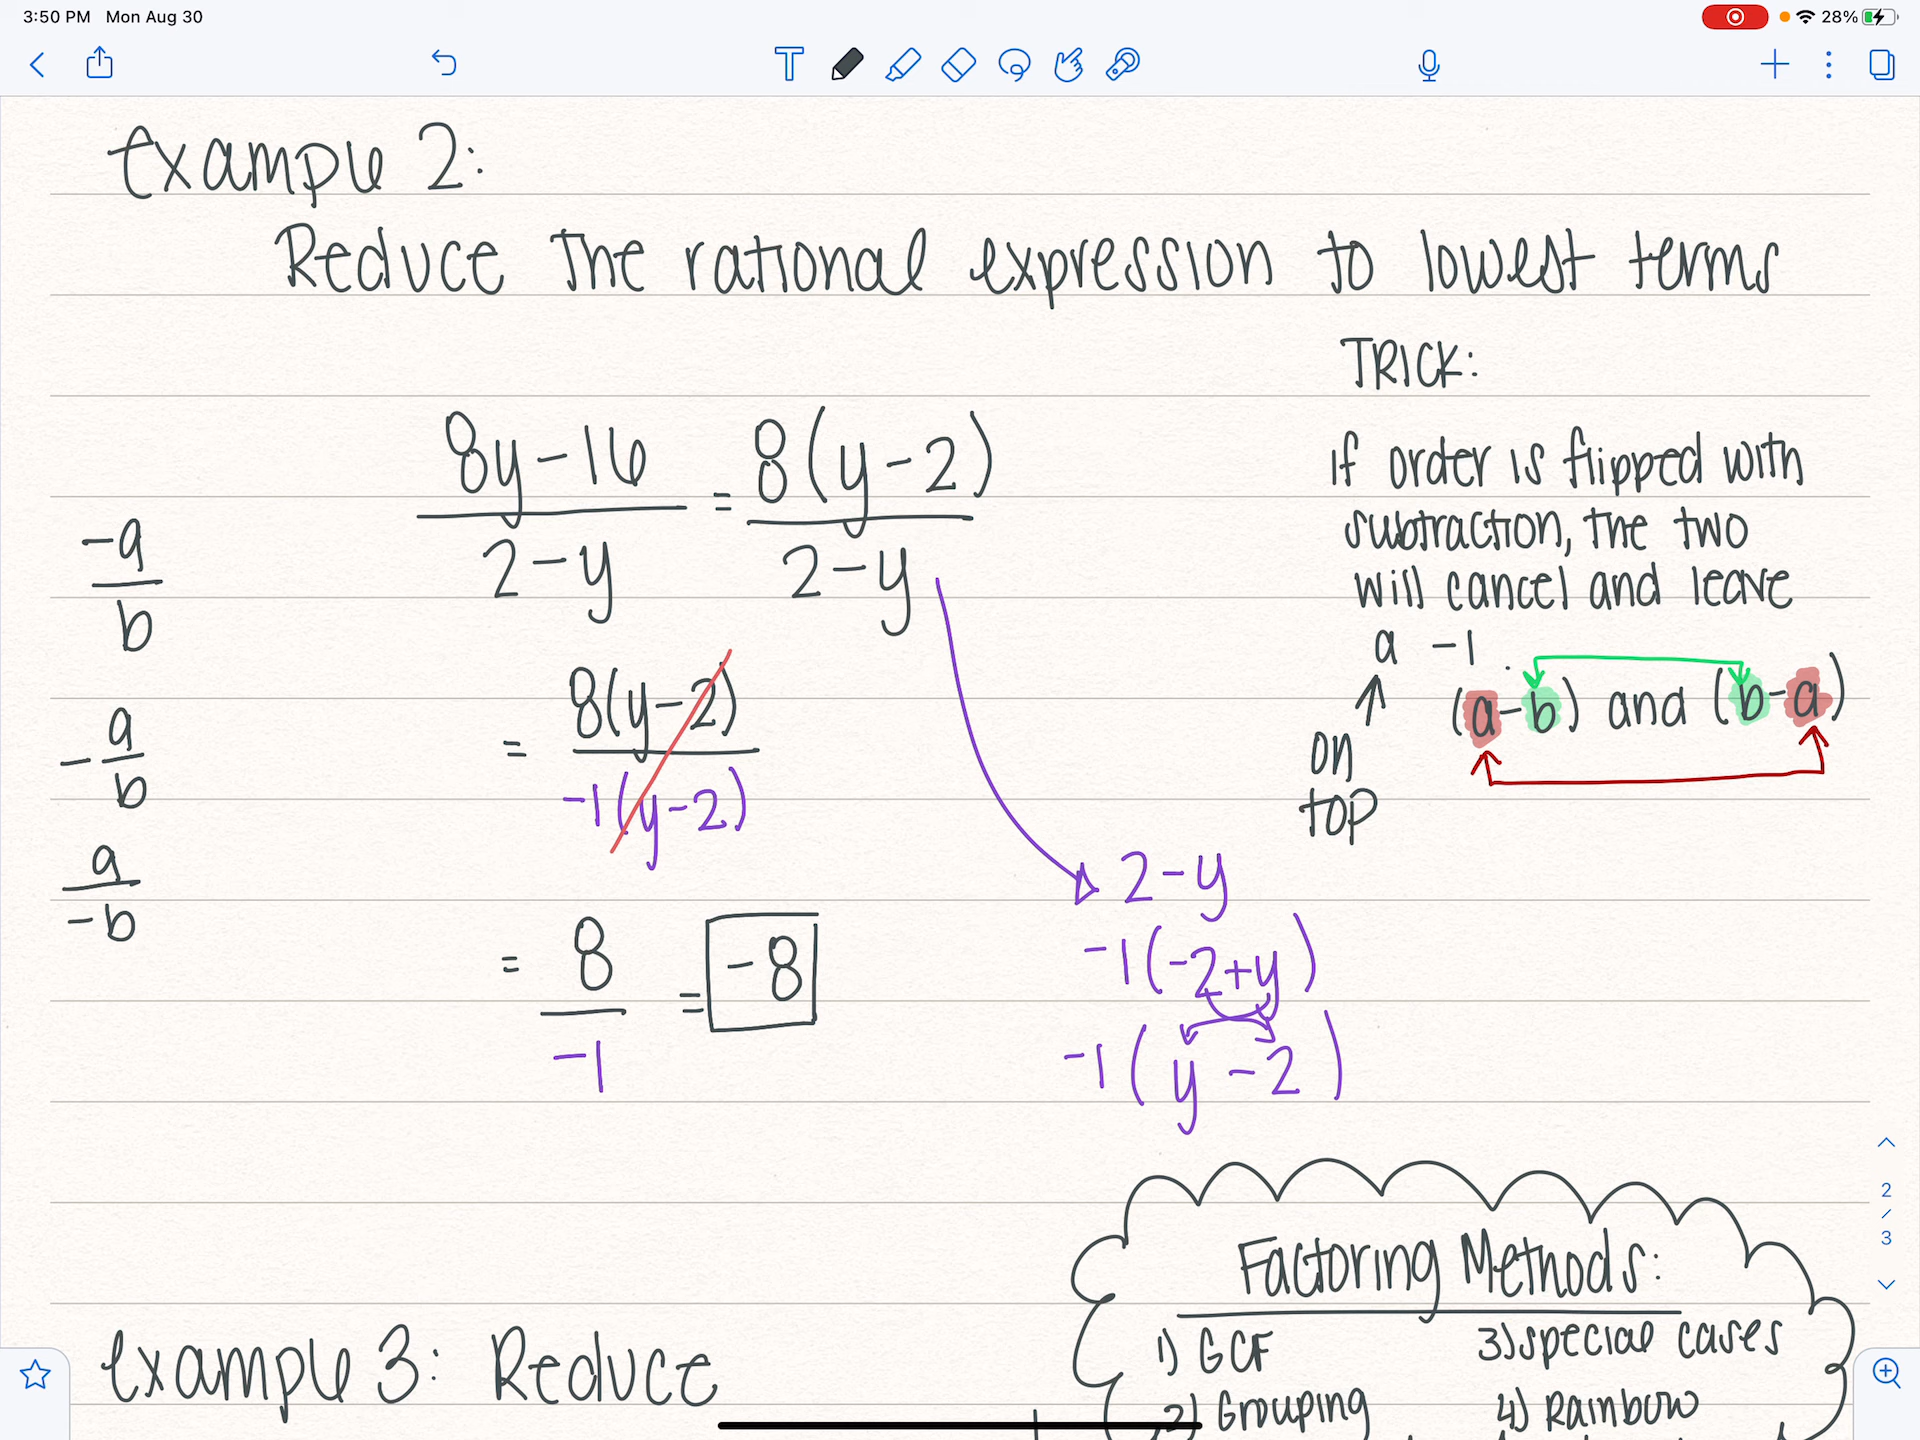 3:50 PM Mon Aug 30
28%
Example 2:
Reduce the rational expression to lowest terms
TRICK:
if order is flipped with
subtraction, the two
will cancel and leave
a -1.
on
top
(a-b) and (b-a)
8y-16 / 2-y = 8(y-2) / 2-y
= 8(y-2) / -1(y-2)
= 8 / -1 = -8
-a / b
- a / b
a / -b
2-y
-1(-2+y)
-1(y-2)
2 / 3
Factoring Methods:
1) GCF
3) special cases
2) Grouping
4) Rainbow
Example 3: Reduce